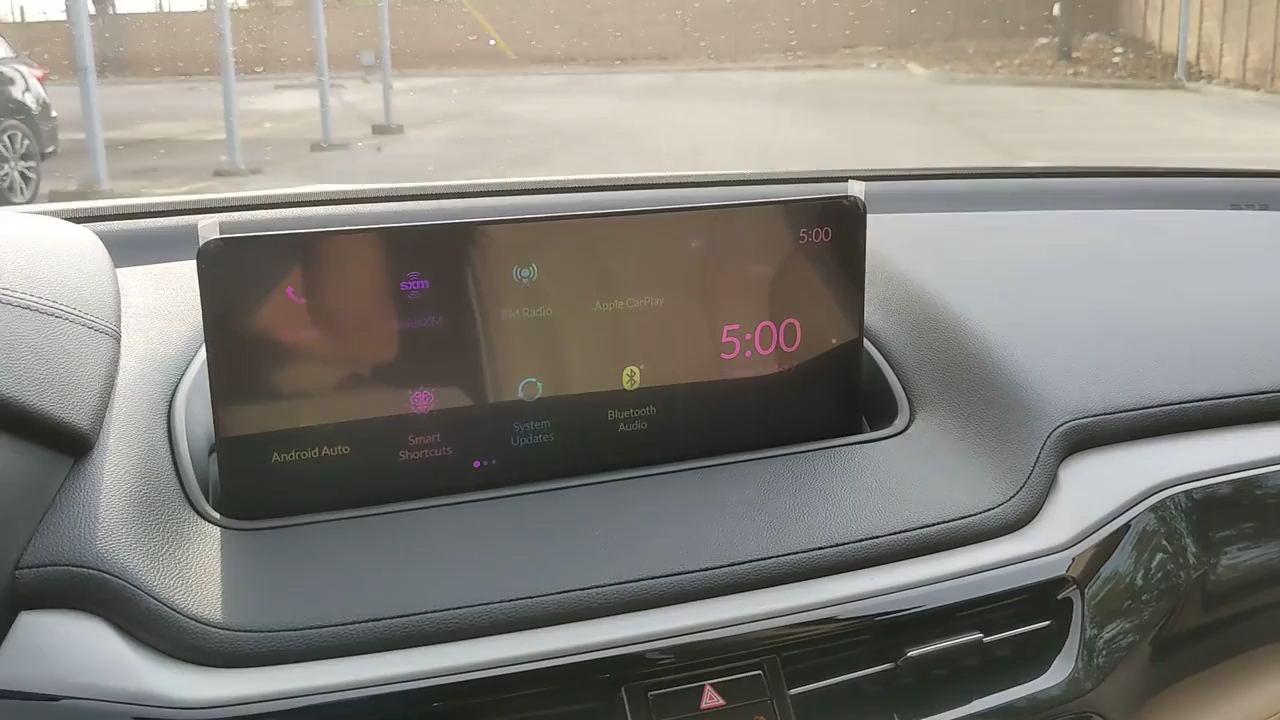 5:00
sxm
FM Radio
Apple CarPlay
5:00
Android Auto
Smart
Shortcuts
System
Updates
Bluetooth
Audio